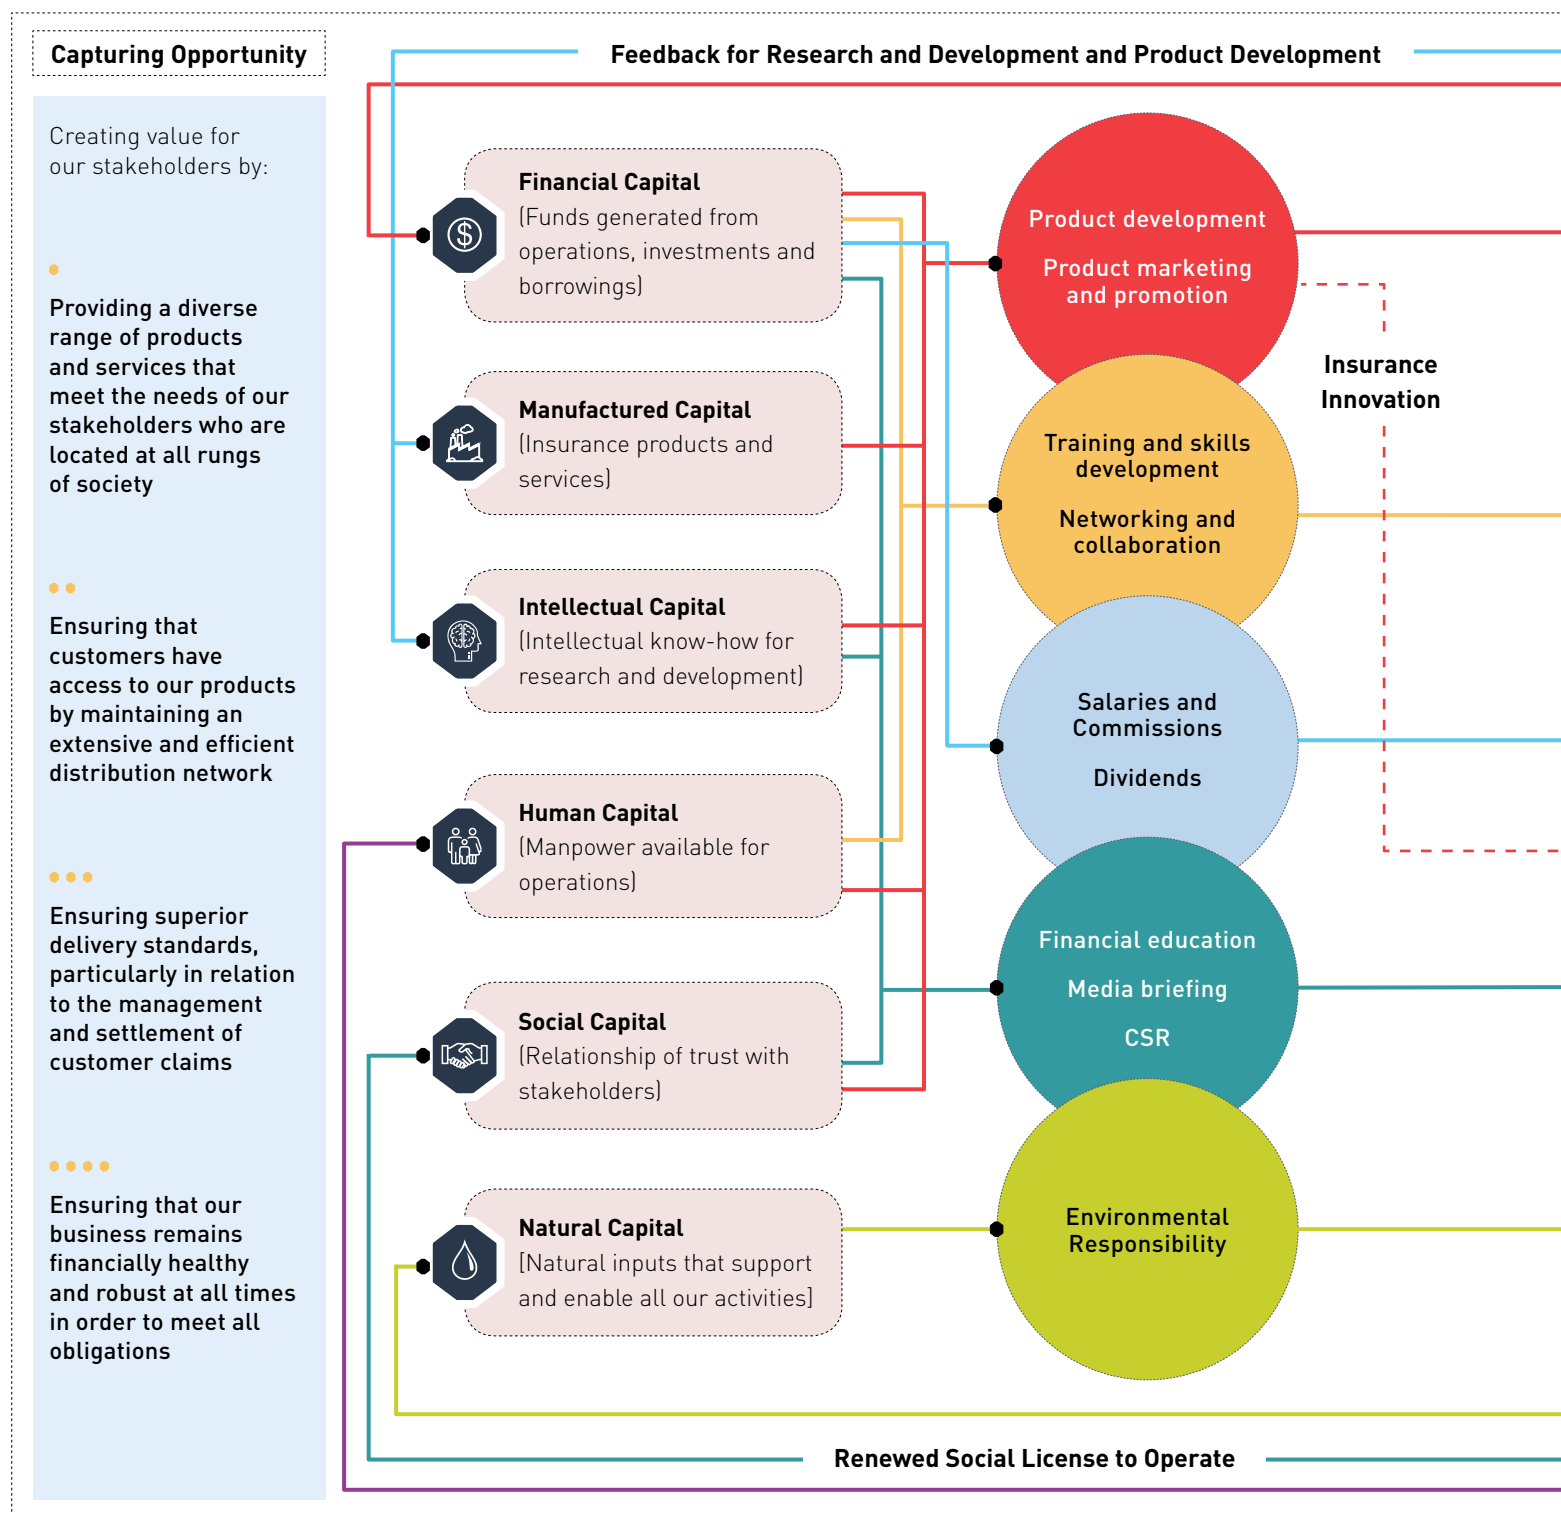 Capturing Opportunity
Creating value for
our stakeholders by:
Providing a diverse
range of products
and services that
meet the needs of our
stakeholders who are
located at all rungs
of society
Ensuring that
customers have
access to our products
by maintaining an
extensive and efficient
distribution network
Ensuring superior
delivery standards,
particularly in relation
to the management
and settlement of
customer claims
Ensuring that our
business remains
financially healthy
and robust at all times
in order to meet all
obligations
Feedback for Research and Development and Product Development
$
Financial Capital
(Funds generated from
operations, investments and
borrowings)
Manufactured Capital
(Insurance products and
services)
Intellectual Capital
(Intellectual know-how for
research and development)
Human Capital
(Manpower available for
operations)
Social Capital
(Relationship of trust with
stakeholders)
Natural Capital
[Natural inputs that support
and enable all our activities]
Product development
Product marketing
and promotion
Training and skills
development
Networking and
collaboration
Salaries and
Commissions
Dividends
Financial education
Media briefing
CSR
Environmental
Responsibility
Insurance
Innovation
Renewed Social License to Operate